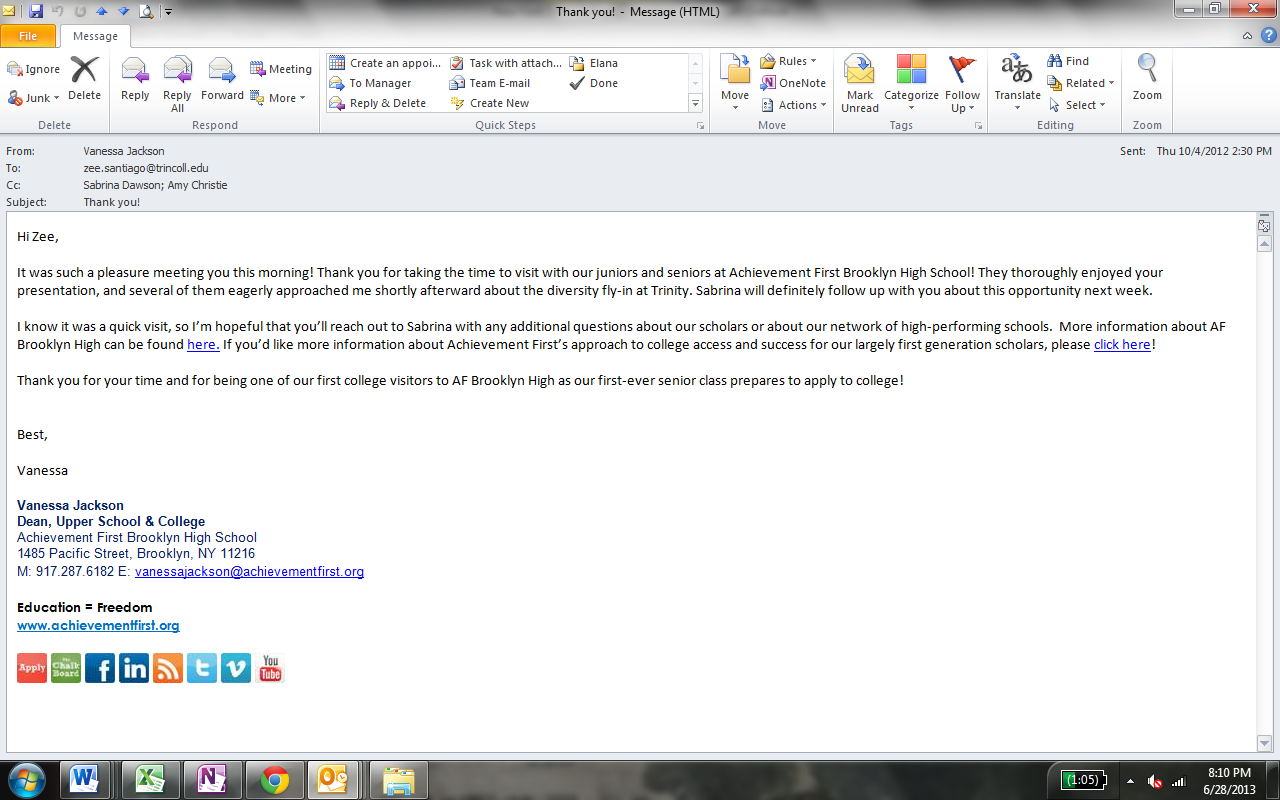 Thank you! - Message (HTML)
File Message
Ignore
Junk
Delete
Delete
Reply
Reply All
Forward
Meeting
More
Respond
Create an appoi...
To Manager
Reply & Delete
Task with attach...
Team E-mail
Create New
Elana
Done
Quick Steps
Move
Rules
OneNote
Actions
Move
Mark Unread
Categorize
Follow Up
Tags
Translate
Find
Related
Select
Editing
Zoom
Zoom
From: Vanessa Jackson
Sent: Thu 10/4/2012 2:30 PM
To: zee.santiago@trincoll.edu
Cc: Sabrina Dawson; Amy Christie
Subject: Thank you!
Hi Zee,
It was such a pleasure meeting you this morning! Thank you for taking the time to visit with our juniors and seniors at Achievement First Brooklyn High School! They thoroughly enjoyed your
presentation, and several of them eagerly approached me shortly afterward about the diversity fly-in at Trinity. Sabrina will definitely follow up with you about this opportunity next week.
I know it was a quick visit, so I'm hopeful that you'll reach out to Sabrina with any additional questions about our scholars or about our network of high-performing schools. More information about AF
Brooklyn High can be found here. If you'd like more information about Achievement First's approach to college access and success for our largely first generation scholars, please click here!
Thank you for your time and for being one of our first college visitors to AF Brooklyn High as our first-ever senior class prepares to apply to college!
Best,
Vanessa
Vanessa Jackson
Dean, Upper School & College
Achievement First Brooklyn High School
1485 Pacific Street, Brooklyn, NY 11216
M: 917.287.6182 E: vanessajackson@achievementfirst.org
Education = Freedom
www.achievementfirst.org
Apply
The Chalk Board
f
in
t
v
You Tube
(1:05)
8:10 PM
6/28/2013